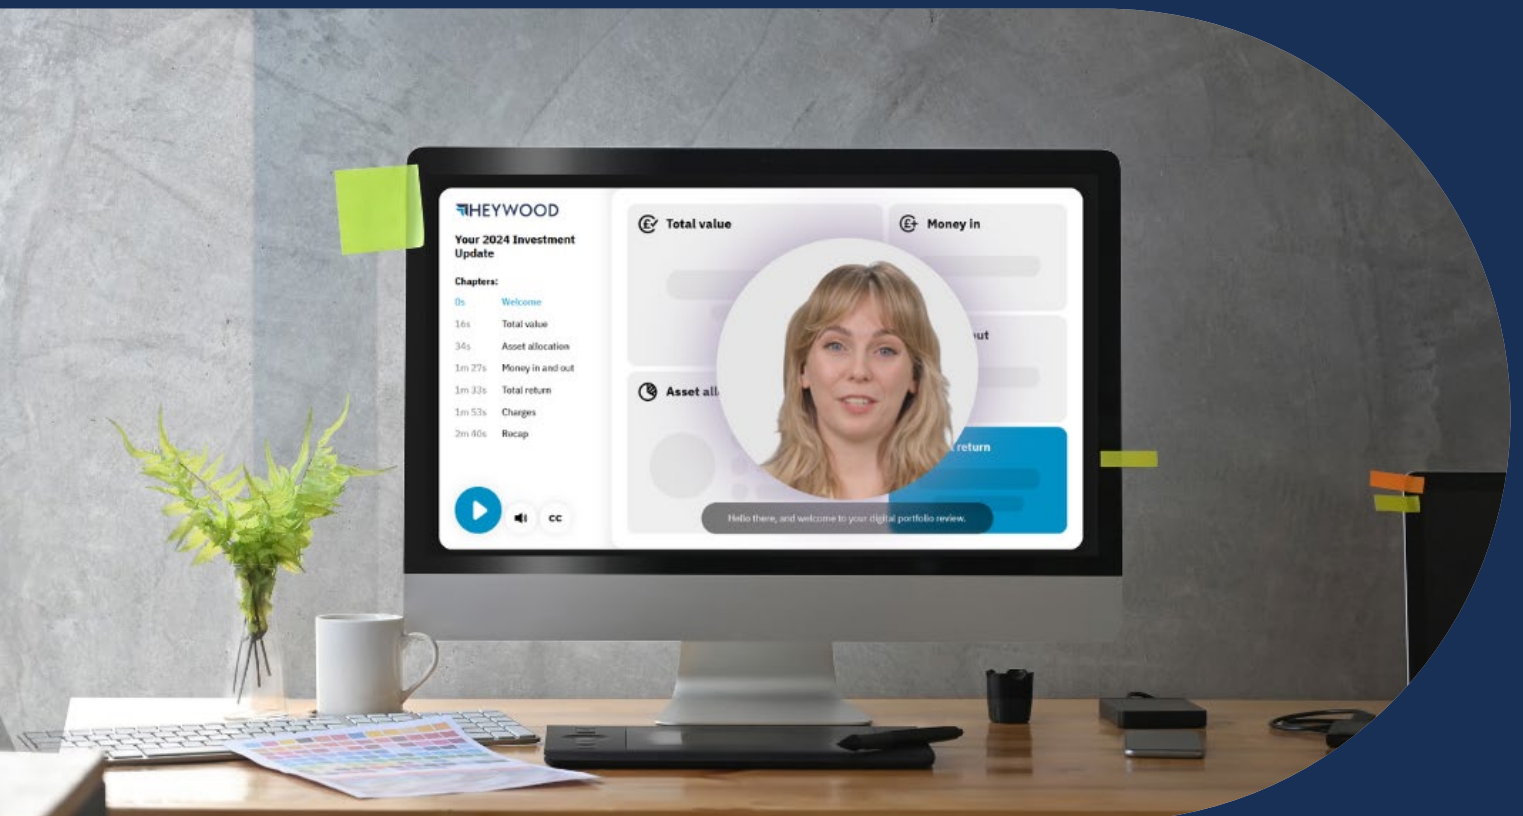 HEYWOOD
Your 2024 Investment
Update
Chapters:
0s Welcome
16s Total value
34s Asset allocation
1m 27s Money in and out
1m 33s Total return
1m 53s Charges
2m 40s Recap
CC
£ Total value
£+ Money in
out
Asset all
return
Hello there, and welcome to your digital portfolio review.